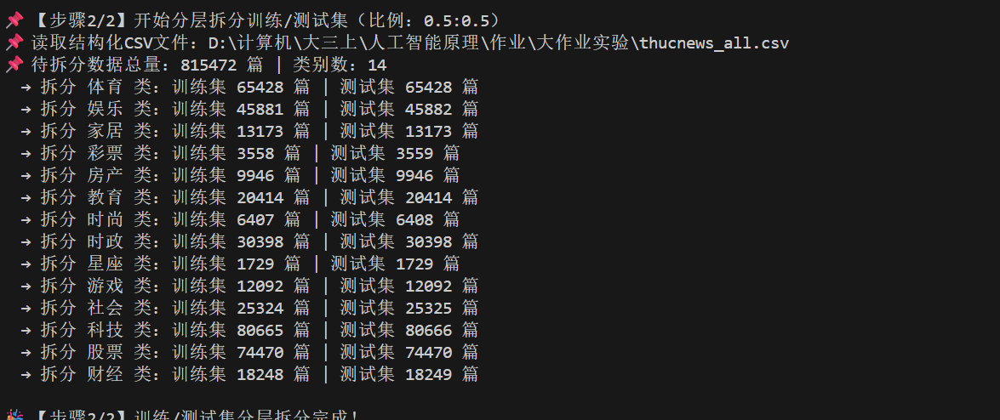 📌 【步骤2/2】开始分层拆分训练/测试集（比例：0.5:0.5）
📌 读取结构化CSV文件：D:\计算机\大三上\人工智能原理\作业\大作业实验\thucnews_all.csv
📌 待拆分数据总量：815472 篇 | 类别数：14
→ 拆分 体育 类：训练集 65428 篇 | 测试集 65428 篇
→ 拆分 娱乐 类：训练集 45881 篇 | 测试集 45882 篇
→ 拆分 家居 类：训练集 13173 篇 | 测试集 13173 篇
→ 拆分 彩票 类：训练集 3558 篇 | 测试集 3559 篇
→ 拆分 房产 类：训练集 9946 篇 | 测试集 9946 篇
→ 拆分 教育 类：训练集 20414 篇 | 测试集 20414 篇
→ 拆分 时尚 类：训练集 6407 篇 | 测试集 6408 篇
→ 拆分 时政 类：训练集 30398 篇 | 测试集 30398 篇
→ 拆分 星座 类：训练集 1729 篇 | 测试集 1729 篇
→ 拆分 游戏 类：训练集 12092 篇 | 测试集 12092 篇
→ 拆分 社会 类：训练集 25324 篇 | 测试集 25325 篇
→ 拆分 科技 类：训练集 80665 篇 | 测试集 80666 篇
→ 拆分 股票 类：训练集 74470 篇 | 测试集 74470 篇
→ 拆分 财经 类：训练集 18248 篇 | 测试集 18249 篇
🎉 【步骤2/2】训练/测试集分层拆分完成！